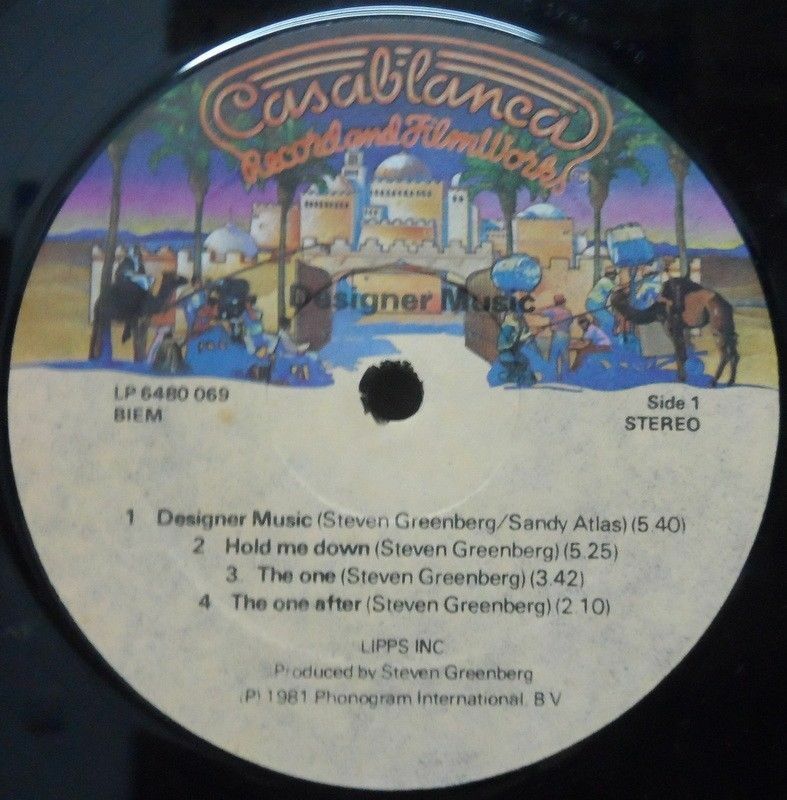 Casablanca
Record and FilmWorks
Designer Music
LP 6480 069
BIEM
Side 1
STEREO
1 Designer Music (Steven Greenberg/Sandy Atlas) (5.40)
2 Hold me down (Steven Greenberg) (5.25)
3. The one (Steven Greenberg) (3.42)
4 The one after (Steven Greenberg) (2.10)
LIPPS INC
Produced by Steven Greenberg
(P) 1981 Phonogram International. B V